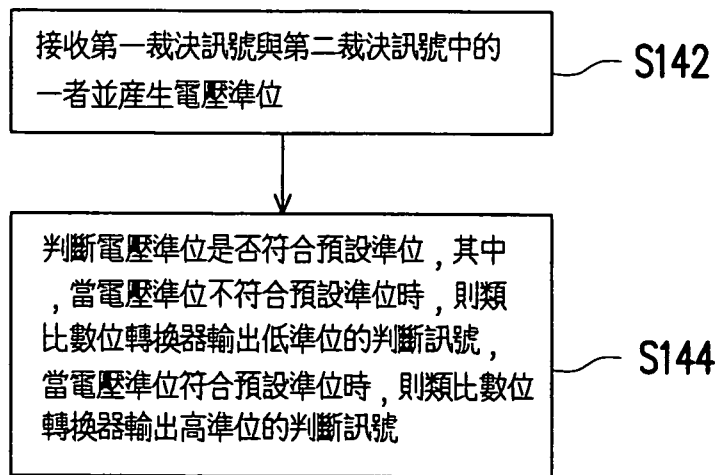 接收第一裁決訊號與第二裁決訊號中的
一者並產生電壓準位
S142
判斷電壓準位是否符合預設準位，其中
，當電壓準位不符合預設準位時，則類
比數位轉換器輸出低準位的判斷訊號，
當電壓準位符合預設準位時，則類比數位
轉換器輸出高準位的判斷訊號
S144